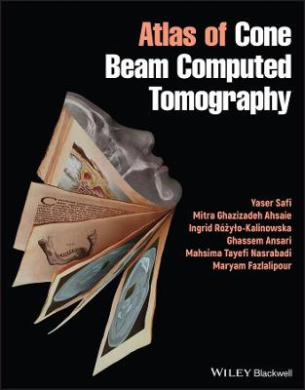 Atlas of Cone
Beam Computed
Tomography
Yaser Safi
Mitra Ghazizadeh Ahsaie
Ingrid Różyło-Kalinowska
Ghassem Ansari
Mahsima Tayefi Nasrabadi
Maryam Fazlalipour
WILEY Blackwell